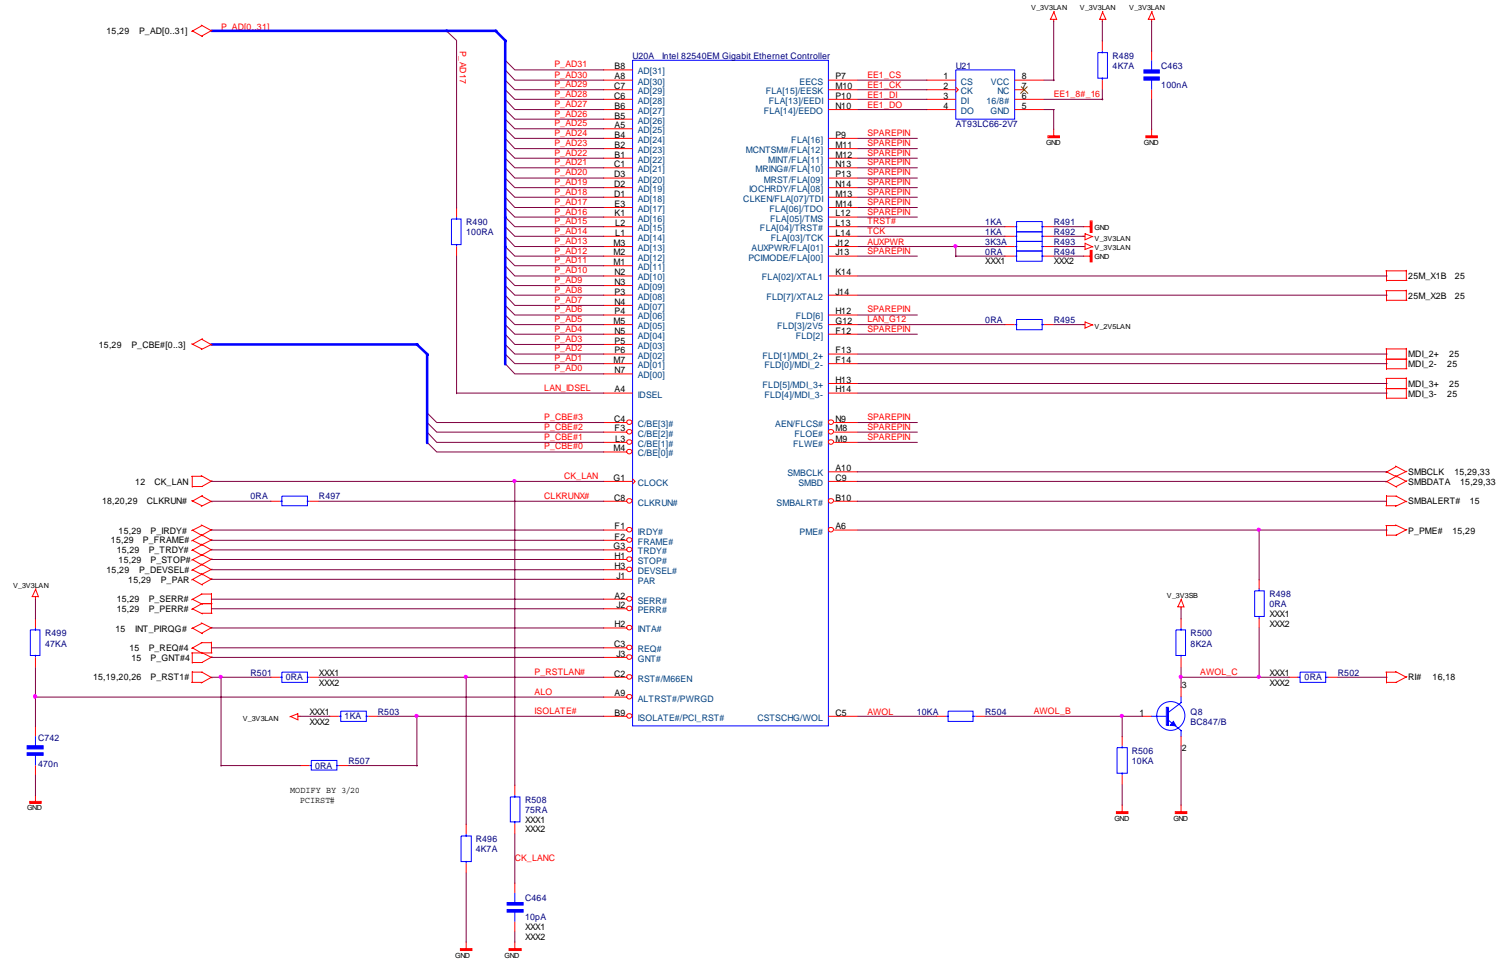 15,29 P_AD[0..31]
P_AD[0..31]
P_AD17
R490
100RA
15,29 P_CBE#[0..3]
U20A Intel 82540EM Gigabit Ethernet Controller
P_AD31 B8 AD[31]
P_AD30 A8 AD[30]
P_AD29 C7 AD[29]
P_AD28 C6 AD[28]
P_AD27 B6 AD[27]
P_AD26 B5 AD[26]
P_AD25 A5 AD[25]
P_AD24 B4 AD[24]
P_AD23 B2 AD[23]
P_AD22 B1 AD[22]
P_AD21 C1 AD[21]
P_AD20 D3 AD[20]
P_AD19 D2 AD[19]
P_AD18 D1 AD[18]
P_AD17 E3 AD[17]
P_AD16 K1 AD[16]
P_AD15 L2 AD[15]
P_AD14 L1 AD[14]
P_AD13 M3 AD[13]
P_AD12 M2 AD[12]
P_AD11 M1 AD[11]
P_AD10 N2 AD[10]
P_AD9 N3 AD[09]
P_AD8 P3 AD[08]
P_AD7 N4 AD[07]
P_AD6 P4 AD[06]
P_AD5 M5 AD[05]
P_AD4 N5 AD[04]
P_AD3 P5 AD[03]
P_AD2 P6 AD[02]
P_AD1 M7 AD[01]
P_AD0 N7 AD[00]
LAN_IDSEL A4 IDSEL
P_CBE#3 C4 C/BE[3]#
P_CBE#2 F3 C/BE[2]#
P_CBE#1 L3 C/BE[1]#
P_CBE#0 M4 C/BE[0]#
12 CK_LAN CK_LAN G1 CLOCK
18,20,29 CLKRUN# 0RA R497 CLKRUNX# C8 CLKRUN#
15,29 P_IRDY# F1 IRDY#
15,29 P_FRAME# F2 FRAME#
15,29 P_TRDY# G3 TRDY#
15,29 P_STOP# H1 STOP#
15,29 P_DEVSEL# H3 DEVSEL#
15,29 P_PAR J1 PAR
15,29 P_SERR# A2 SERR#
15,29 P_PERR# J2 PERR#
15 INT_PIRQG# H2 INTA#
15 P_REQ#4 C3 REQ#
15 P_GNT#4 J3 GNT#
15,19,20,26 P_RST1# R501 0RA XXX1 XXX2 P_RSTLAN# C2 RST#/M66EN
ALO A9 ALTRST#/PWRGD
V_3V3LAN XXX1 XXX2 1KA R503 ISOLATE# B9 ISOLATE#/PCI_RST#
0RA R507
MODIFY BY 3/20
PCIRST#
V_3V3LAN
R499
47KA
C742
470n
GND
R496
4K7A
GND
R508
75RA
XXX1
XXX2
CK_LANC
C464
10pA
XXX1
XXX2
GND
EECS P7 EE1_CS 1 CS
FLA[15]/EESK M10 EE1_CK 2 CK
FLA[13]/EEDI P10 EE1_DI 3 DI
FLA[14]/EEDO N10 EE1_DO 4 DO
U21
VCC 8
NC 7
16/8# 6 EE1_8#_16
GND 5
AT93LC66-2V7
V_3V3LAN
V_3V3LAN
V_3V3LAN
R489
4K7A
C463
100nA
GND
GND
FLA[16] P9 SPAREPIN
MCNTSM#/FLA[12] M11 SPAREPIN
MINT/FLA[11] M12 SPAREPIN
MRING#/FLA[10] N13 SPAREPIN
MRST/FLA[09] P13 SPAREPIN
IOCHRDY/FLA[08] N14 SPAREPIN
CLKEN/FLA[07]/TDI M13 SPAREPIN
FLA[06]/TDO M14 SPAREPIN
FLA[05]/TMS L12 SPAREPIN
FLA[04]/TRST# L13 TRST# 1KA R491 GND
FLA[03]/TCK L14 TCK 1KA R492 V_3V3LAN
AUXPWR/FLA[01] J12 AUXPWR 3K3A R493 V_3V3LAN
PCIMODE/FLA[00] J13 SPAREPIN 0RA R494 GND
XXX1 XXX2
FLA[02]/XTAL1 K14 25M_X1B 25
FLD[7]/XTAL2 J14 25M_X2B 25
FLD[6] H12 SPAREPIN
FLD[3]/2V5 G12 LAN_G12 0RA R495 V_2V5LAN
FLD[2] F12 SPAREPIN
FLD[1]/MDI_2+ F13 MDI_2+ 25
FLD[0]/MDI_2- F14 MDI_2- 25
FLD[5]/MDI_3+ H13 MDI_3+ 25
FLD[4]/MDI_3- H14 MDI_3- 25
AEN/FLCS# N9 SPAREPIN
FLOE# M8 SPAREPIN
FLWE# M9 SPAREPIN
SMBCLK A10 SMBCLK 15,29,33
SMBD C9 SMBDATA 15,29,33
SMBALRT# B10 SMBALERT# 15
PME# A6 P_PME# 15,29
R498
0RA
XXX1
XXX2
V_3V3SB
R500
8K2A
AWOL_C XXX1 XXX2 0RA R502 RI# 16,18
CSTSCHG/WOL C5 AWOL 10KA R504 AWOL_B 1
3
Q8
BC847/B
2
R506
10KA
GND
GND